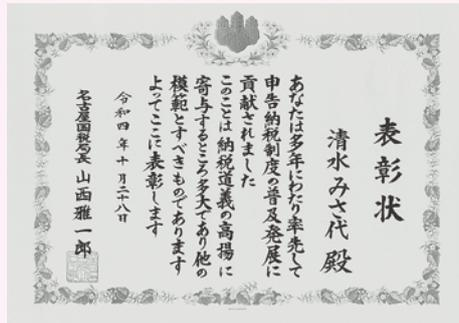 表彰状
清水みさ代殿
あなたは多年にわたり率先して
申告納税制度の普及発展に
貢献されました
このことは納税道義の高揚に
寄与するところ多大であり他の
模範とすべきものであります
よってここに表彰します
令和四年十月二十八日
名古屋国税局長 山西雅一郎